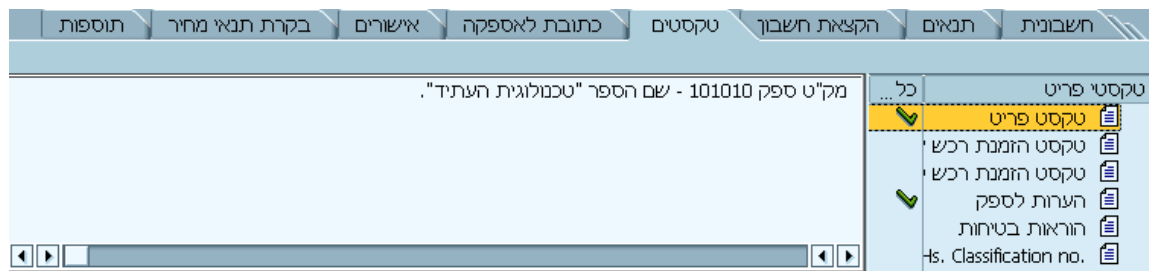 חשבונית תנאים הקצאת חשבון טקסטים כתובת לאספקה אישורים בקרת תנאי מחיר תוספות
טקסטי פריט כל...
מק"ט ספק 101010 - שם הספר "טכנולוגית העתיד".
טקסט פריט
טקסט הזמנת רכש
טקסט הזמנת רכש
הערות לספק
הוראות בטיחות
Hs. Classification no.